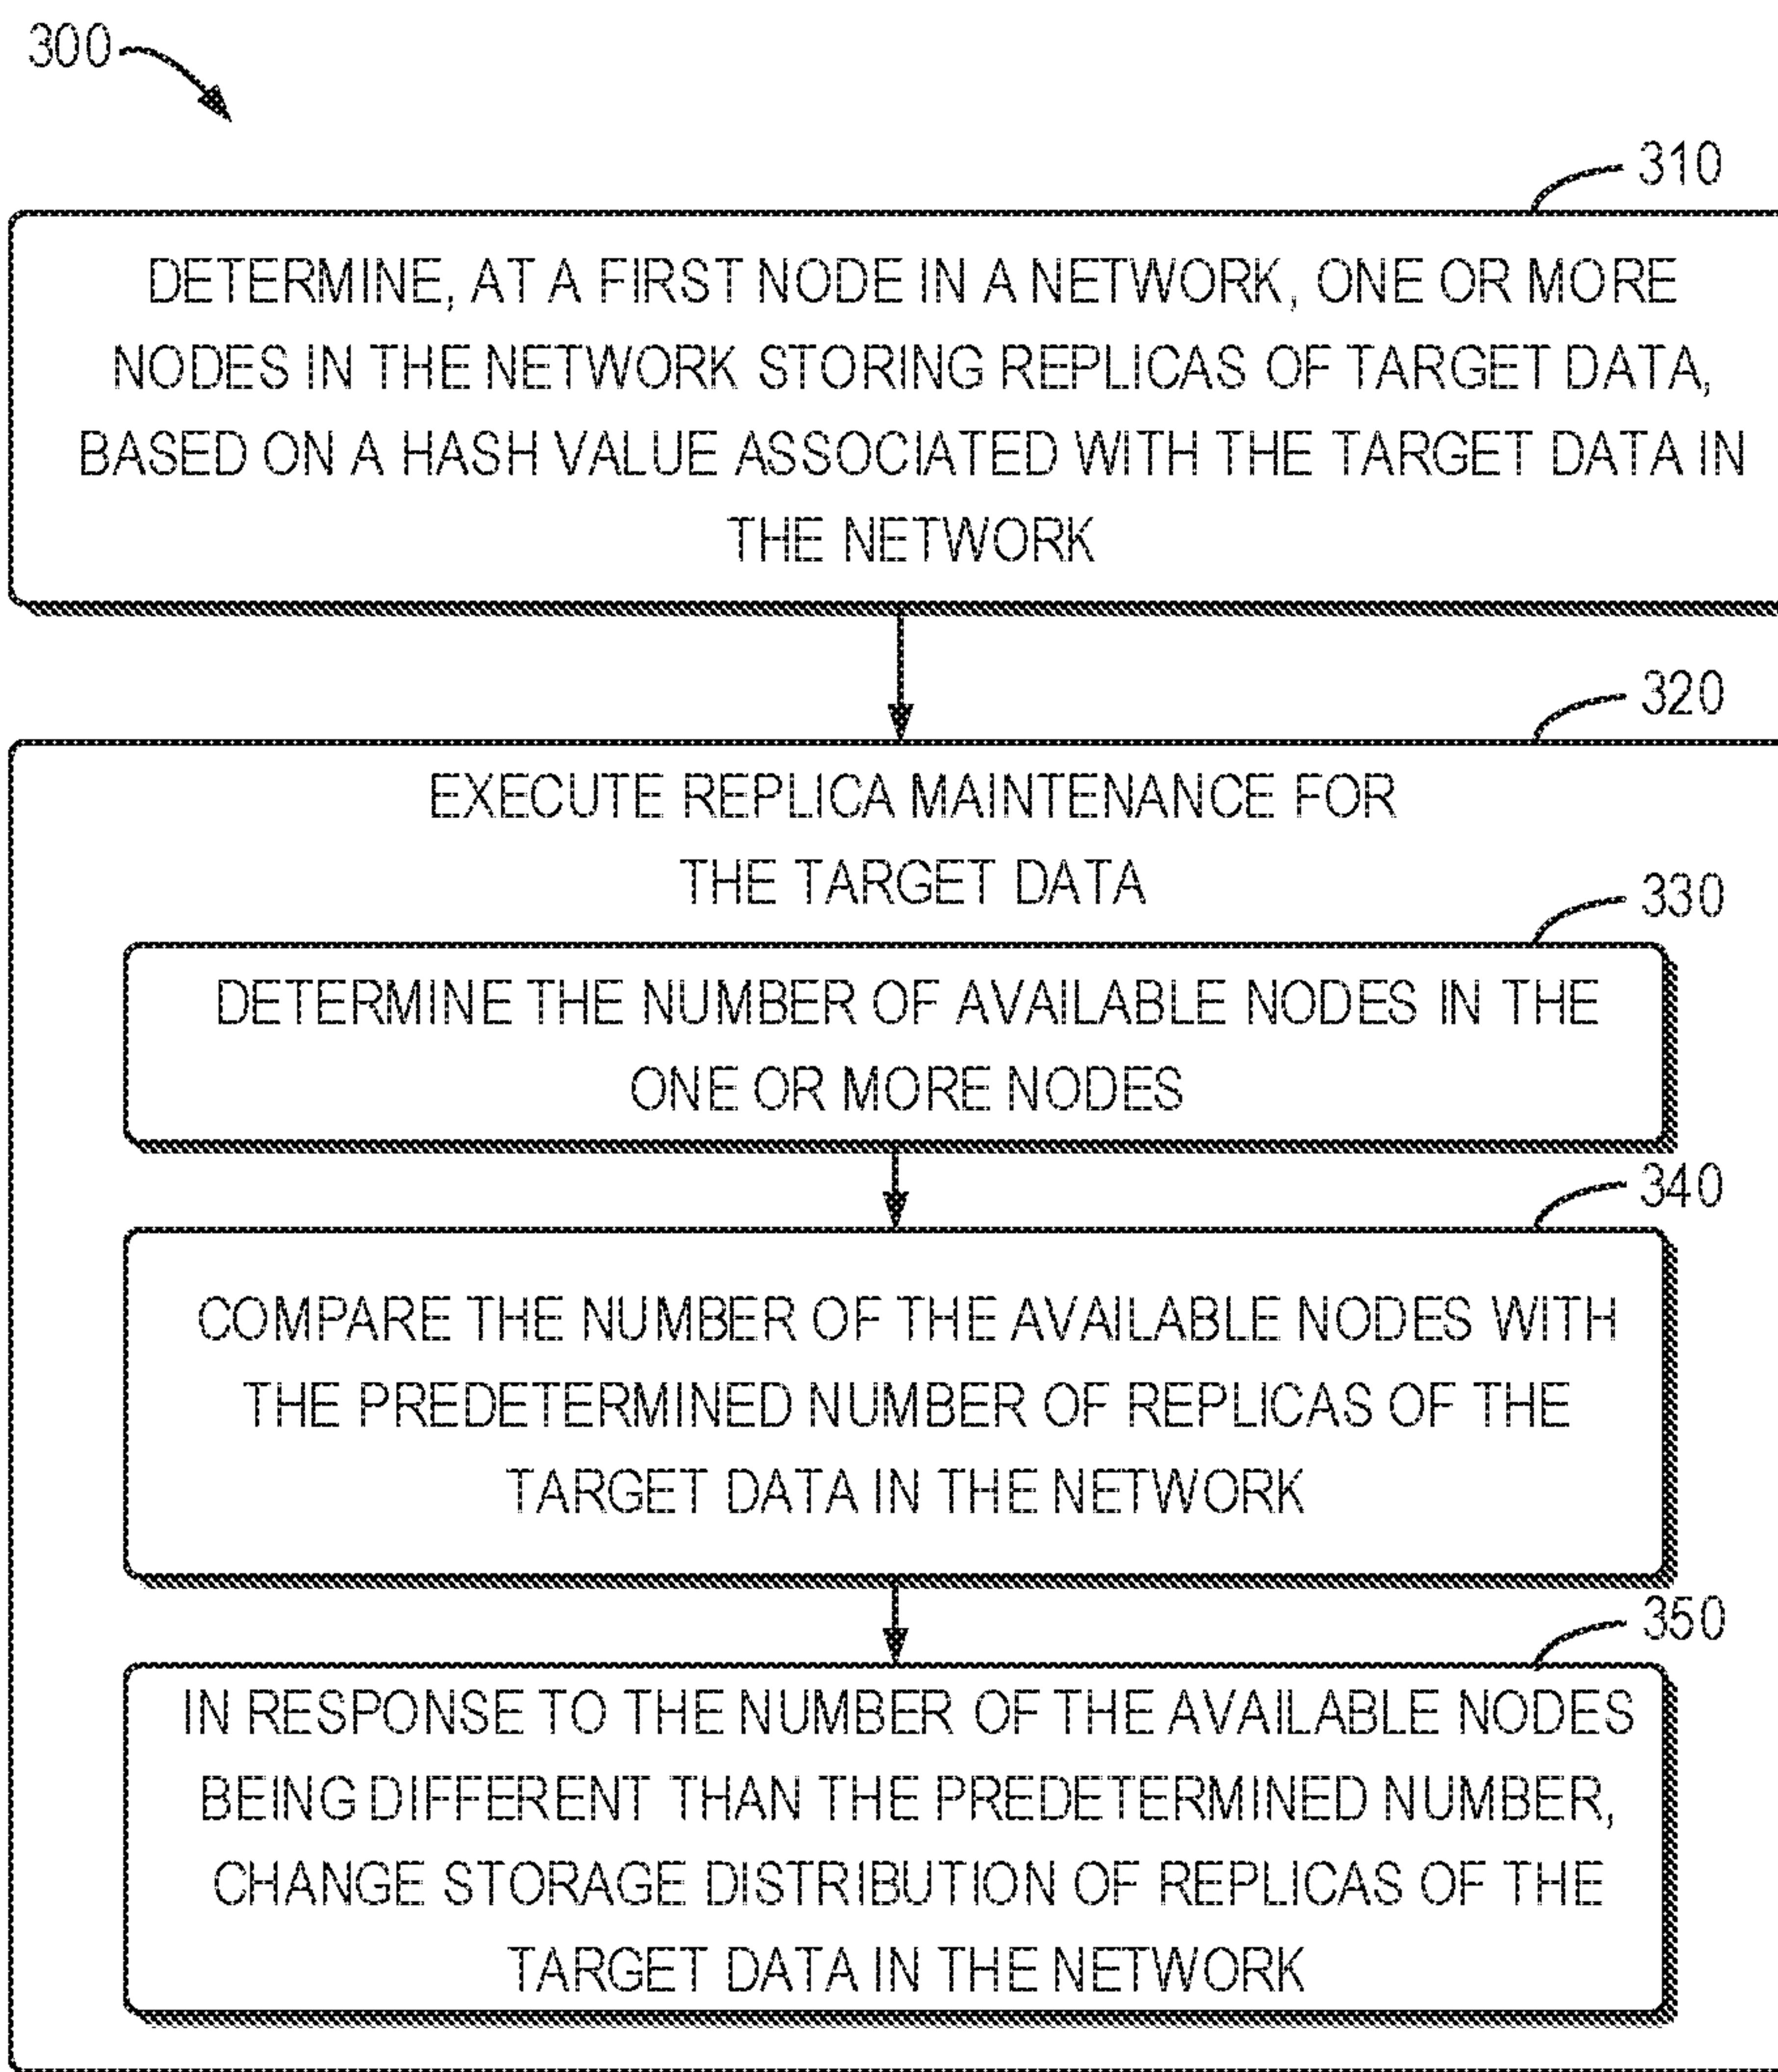 300
310
DETERMINE, AT A FIRST NODE IN A NETWORK, ONE OR MORE
NODES IN THE NETWORK STORING REPLICAS OF TARGET DATA,
BASED ON A HASH VALUE ASSOCIATED WITH THE TARGET DATA IN
THE NETWORK
320
EXECUTE REPLICA MAINTENANCE FOR
THE TARGET DATA
330
DETERMINE THE NUMBER OF AVAILABLE NODES IN THE
ONE OR MORE NODES
340
COMPARE THE NUMBER OF THE AVAILABLE NODES WITH
THE PREDETERMINED NUMBER OF REPLICAS OF THE
TARGET DATA IN THE NETWORK
350
IN RESPONSE TO THE NUMBER OF THE AVAILABLE NODES
BEING DIFFERENT THAN THE PREDETERMINED NUMBER,
CHANGE STORAGE DISTRIBUTION OF REPLICAS OF THE
TARGET DATA IN THE NETWORK